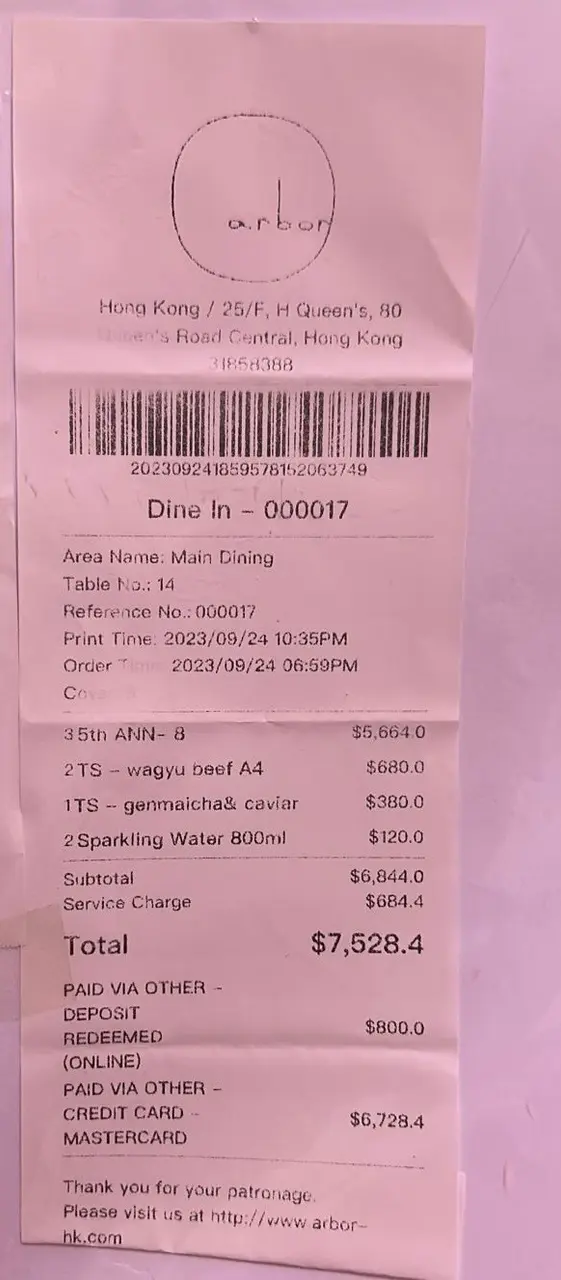 arbor
Hong Kong / 25/F, H Queen's, 80
Queen's Road Central, Hong Kong
31858388
202309241859578152063749
Dine In - 000017
Area Name: Main Dining
Table No.: 14
Reference No.: 000017
Print Time: 2023/09/24 10:35PM
Order Time: 2023/09/24 06:59PM
3 5th ANN- 8 $5,664.0
2 TS - wagyu beef A4 $680.0
1 TS - genmaicha& caviar $380.0
2 Sparkling Water 800ml $120.0
Subtotal $6,844.0
Service Charge $684.4
Total $7,528.4
PAID VIA OTHER -
DEPOSIT
REDEEMED $800.0
(ONLINE)
PAID VIA OTHER -
CREDIT CARD - $6,728.4
MASTERCARD
Thank you for your patronage.
Please visit us at http://www arbor-
hk.com